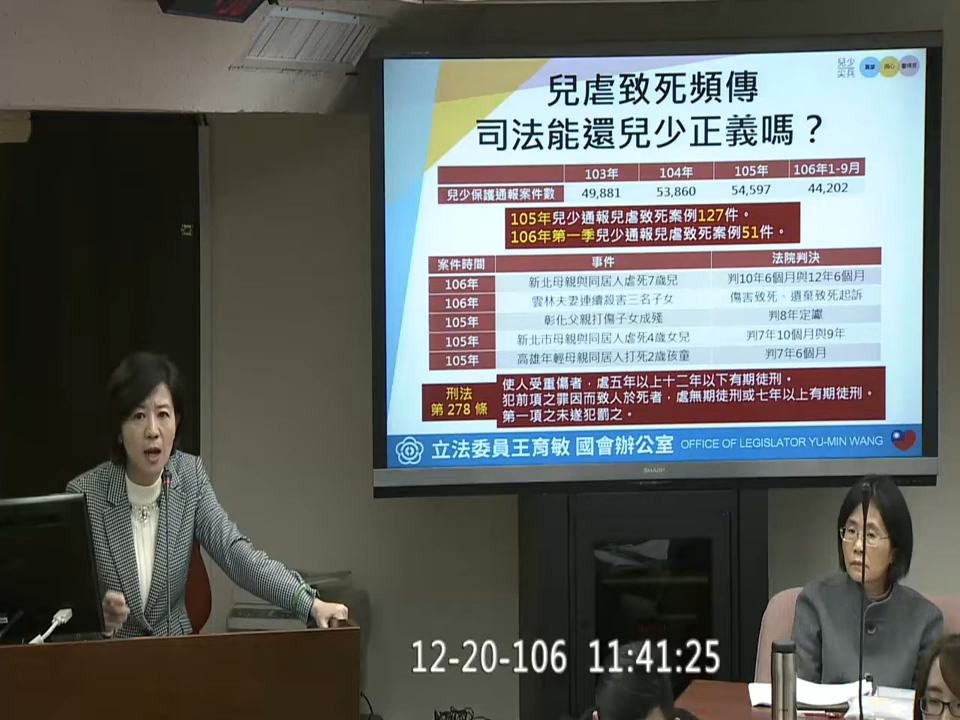 兒虐致死頻傳
司法能還兒少正義嗎？
兒少
尖兵
103年 104年 105年 106年1-9月
兒少保護通報案件數 49,881 53,860 54,597 44,202
105年兒少通報兒虐致死案例127件。
106年第一季兒少通報兒虐致死案例51件。
案件時間 事件 法院判決
106年 新北母親與同居人虐死7歲兒 判10年6個月與12年6個月
106年 雲林夫妻連續殺害三名子女 傷害致死、遺棄致死起訴
105年 彰化父親打傷子女成殘 判8年定讞
105年 新北市母親與同居人虐死4歲女兒 判7年10個月與9年
105年 高雄年輕母親同居人打死2歲孩童 判7年6個月
刑法
第 278 條
使人受重傷者，處五年以上十二年以下有期徒刑。
犯前項之罪因而致人於死者，處無期徒刑或七年以上有期徒刑。
第一項之未遂犯罰之。
立法委員王育敏 國會辦公室 OFFICE OF LEGISLATOR YU-MIN WANG
SHARP
12-20-106 11:41:25